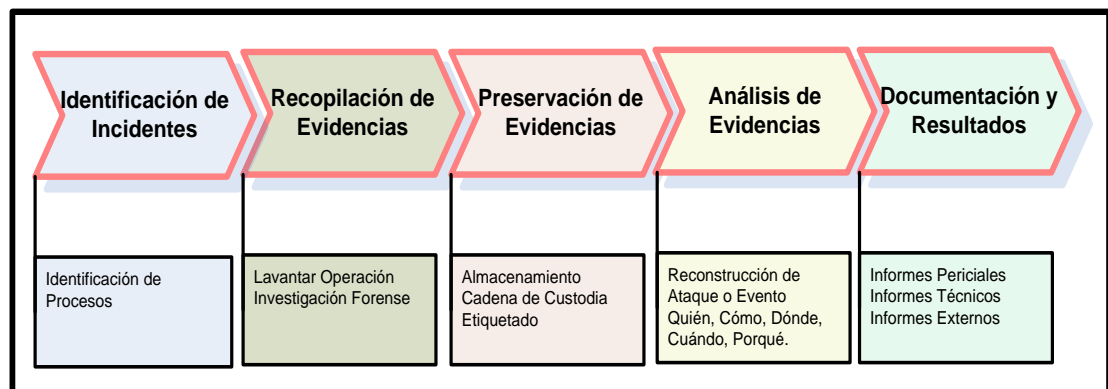 Identificación de
Incidentes
Recopilación de
Evidencias
Preservación de
Evidencias
Análisis de
Evidencias
Documentación y
Resultados
Identificación de
Procesos
Lavantar Operación
Investigación Forense
Almacenamiento
Cadena de Custodia
Etiquetado
Reconstrucción de
Ataque o Evento
Quién, Cómo, Dónde,
Cuándo, Porqué.
Informes Periciales
Informes Técnicos
Informes Externos